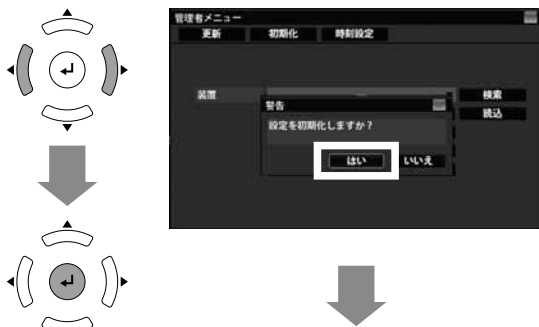 管理者メニュー
更新 初期化 時刻設定
装置 検索
警告
読込
設定を初期化しますか？
はい いいえ